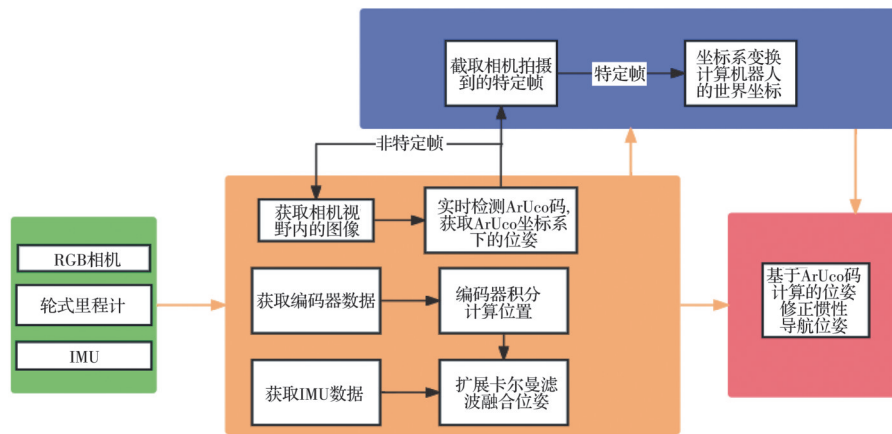 截取相机拍摄
到的特定帧
特定帧
坐标系变换
计算机器人
的世界坐标
非特定帧
获取相机视
野内的图像
实时检测ArUco码,
获取ArUco坐标系
下的位姿
RGB相机
轮式里程计
IMU
获取编码器数据
编码器积分
计算位置
获取IMU数据
扩展卡尔曼滤
波融合位姿
基于ArUco码
计算的位姿
修正惯性
导航位姿